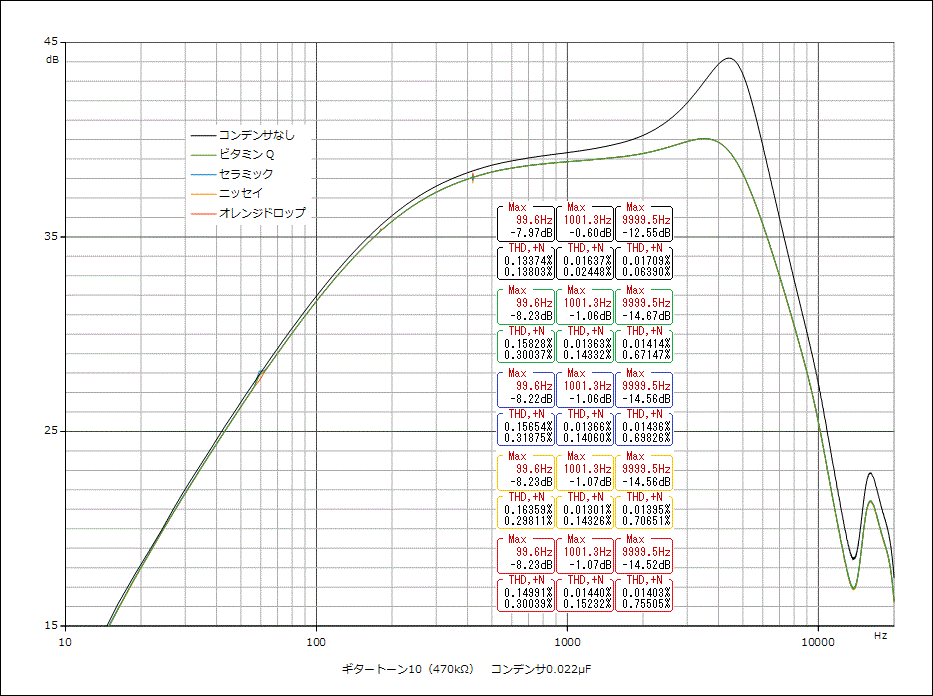 45
dB
コンデンサなし
ビタミンQ
セラミック
ニッセイ
オレンジドロップ
Max Max Max
99.6Hz 1001.3Hz 9999.5Hz
-7.97dB -0.60dB -12.55dB
35
THD,+N THD,+N THD,+N
0.13374% 0.01637% 0.01709%
0.13803% 0.02448% 0.06390%
Max Max Max
99.6Hz 1001.3Hz 9999.5Hz
-8.23dB -1.06dB -14.67dB
THD,+N THD,+N THD,+N
0.15828% 0.01363% 0.01414%
0.30037% 0.14332% 0.67147%
Max Max Max
99.6Hz 1001.3Hz 9999.5Hz
-8.22dB -1.06dB -14.56dB
THD,+N THD,+N THD,+N
0.15654% 0.01366% 0.01436%
0.31875% 0.14060% 0.69826%
25
Max Max Max
99.6Hz 1001.3Hz 9999.5Hz
-8.23dB -1.07dB -14.56dB
THD,+N THD,+N THD,+N
0.16359% 0.01301% 0.01395%
0.29811% 0.14326% 0.70651%
Max Max Max
99.6Hz 1001.3Hz 9999.5Hz
-8.23dB -1.07dB -14.52dB
THD,+N THD,+N THD,+N
0.14991% 0.01440% 0.01403%
0.30039% 0.15232% 0.75505%
15
10 100 1000 10000 Hz
ギタートーン10（470kΩ） コンデンサ0.022μF